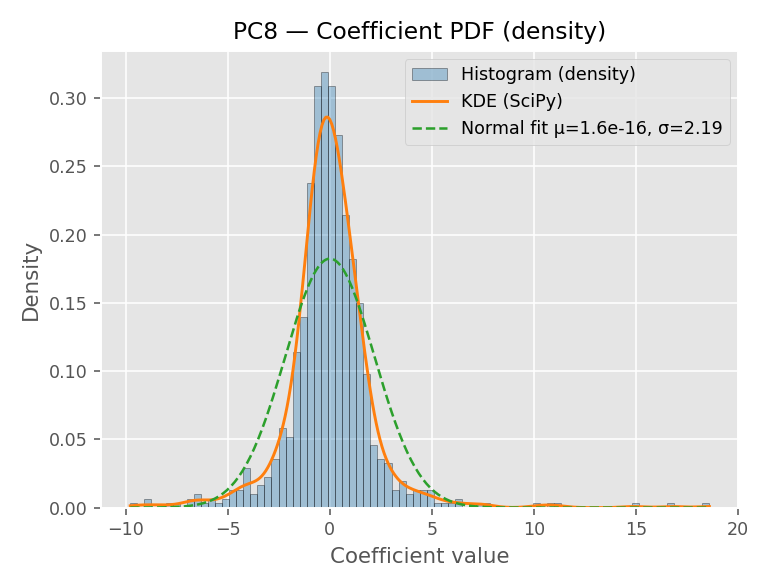 PC8 — Coefficient PDF (density)
Histogram (density)
KDE (SciPy)
Normal fit μ=1.6e-16, σ=2.19
Density
0.30
0.25
0.20
0.15
0.10
0.05
0.00
−10
−5
0
5
10
15
20
Coefficient value